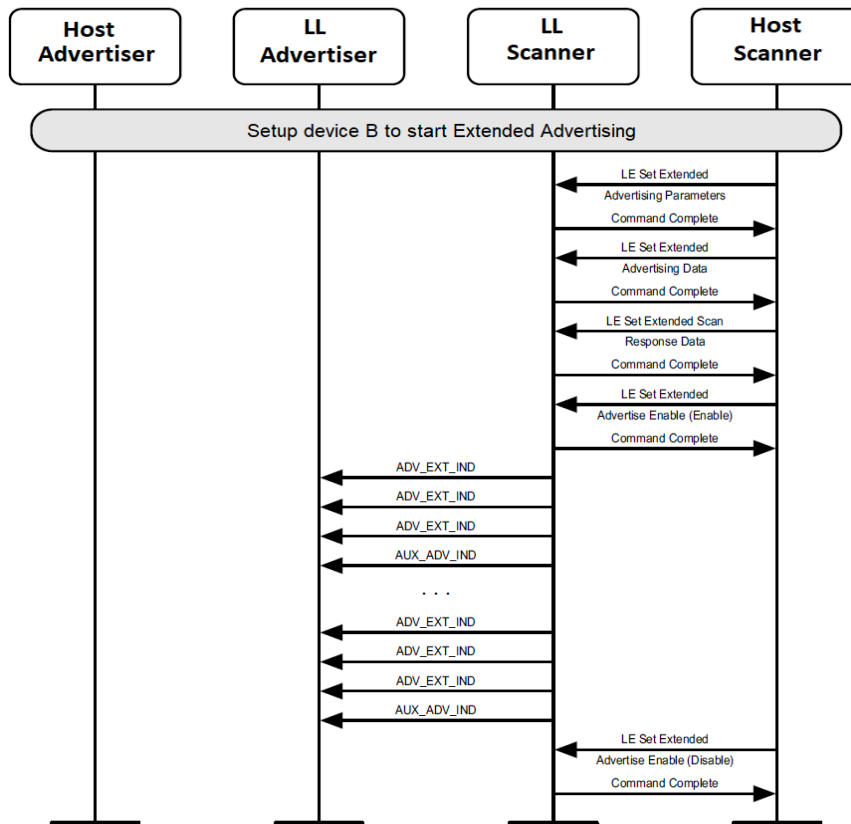 Host Advertiser
LL Advertiser
LL Scanner
Host Scanner
Setup device B to start Extended Advertising
LE Set Extended
Advertising Parameters
Command Complete
LE Set Extended
Advertising Data
Command Complete
LE Set Extended Scan
Response Data
Command Complete
LE Set Extended
Advertise Enable (Enable)
Command Complete
ADV_EXT_IND
ADV_EXT_IND
ADV_EXT_IND
AUX_ADV_IND
. . .
ADV_EXT_IND
ADV_EXT_IND
ADV_EXT_IND
AUX_ADV_IND
LE Set Extended
Advertise Enable (Disable)
Command Complete